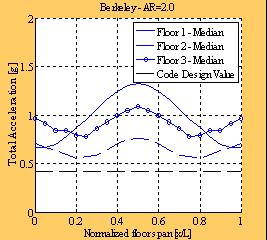 Berkeley - AR=2.0
Floor 1 - Median
Floor 2 - Median
Floor 3 - Median
Code Design Value
Total Acceleration [g]
2
1.5
1
0.5
0
0 0.2 0.4 0.6 0.8 1
Normalized floor span [x/L]